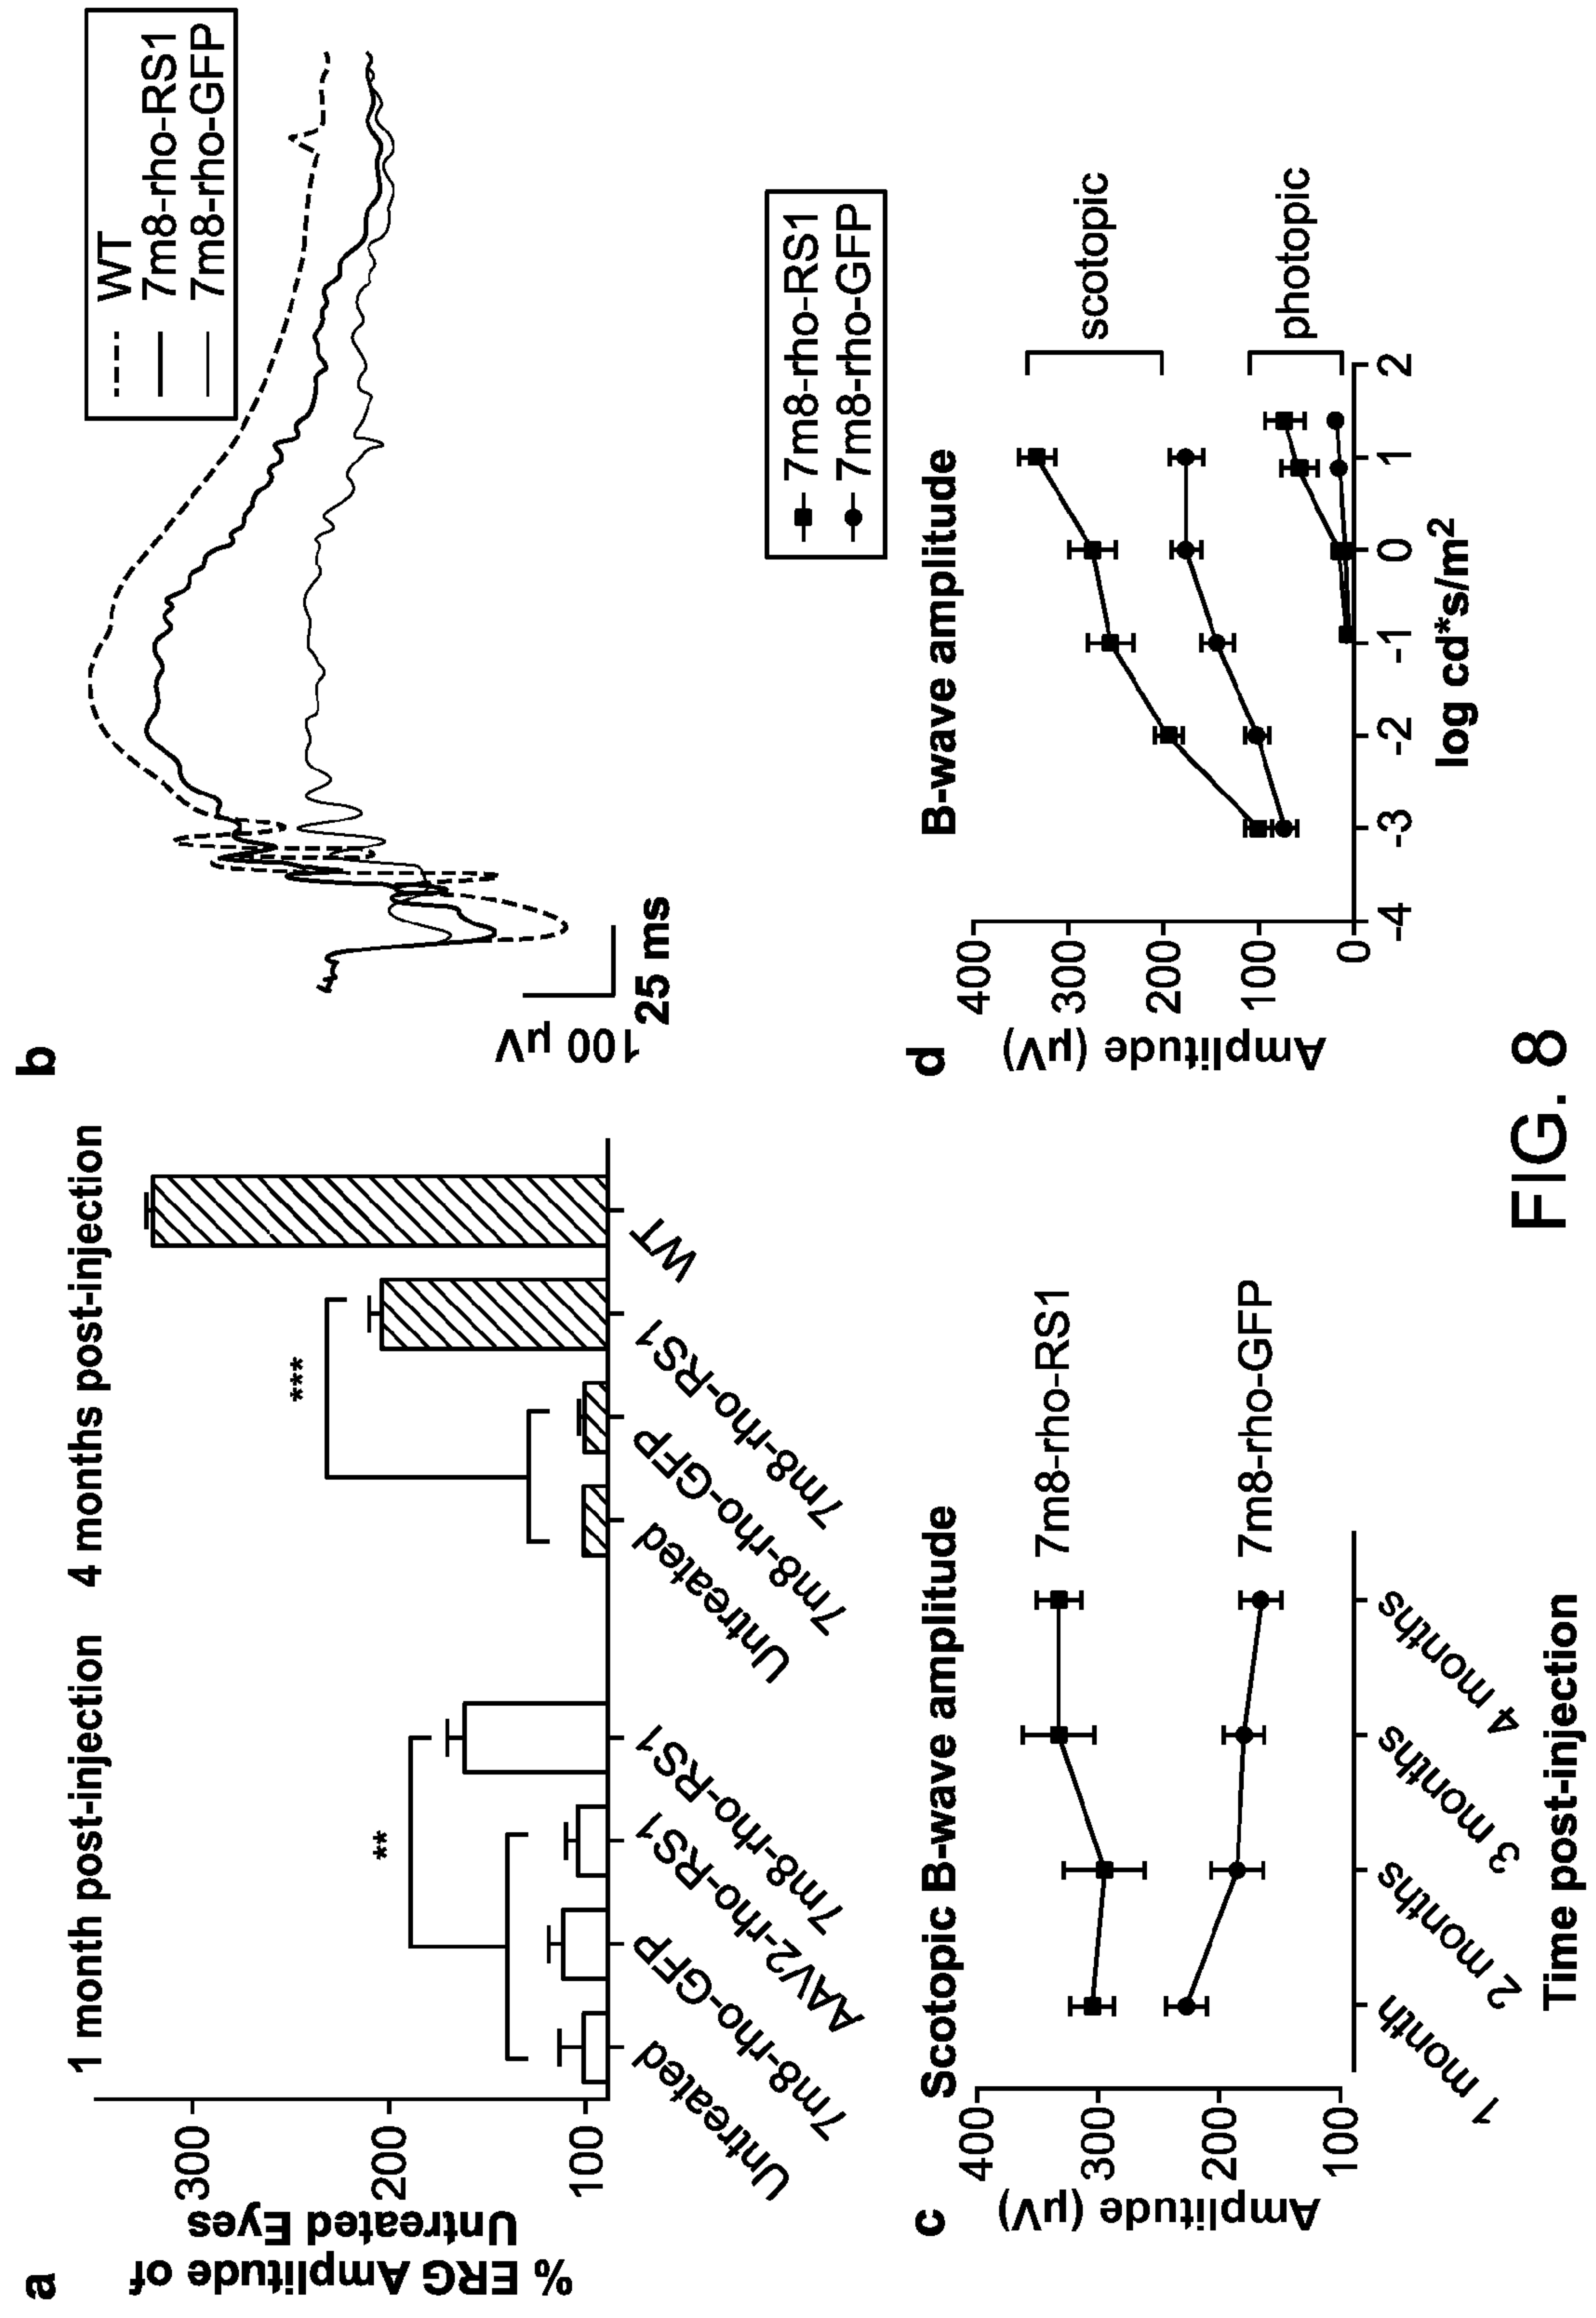 a
% ERG Amplitude of
Untreated Eyes
300
200
100
1 month post-injection
4 months post-injection
**
***
Untreated
7m8-rho-GFP
AAV2-rho-RS1
7m8-rho-RS1
Untreated
7m8-rho-GFP
7m8-rho-RS1
WT
b
WT
7m8-rho-RS1
7m8-rho-GFP
100 μV
25 ms
c
Scotopic B-wave amplitude
Amplitude (μV)
400
300
200
100
7m8-rho-RS1
7m8-rho-GFP
1 month
2 months
3 months
4 months
Time post-injection
d
B-wave amplitude
7m8-rho-RS1
7m8-rho-GFP
Amplitude (μV)
400
300
200
100
0
scotopic
photopic
-4
-3
-2
-1
0
1
2
log cd*s/m²
FIG. 8